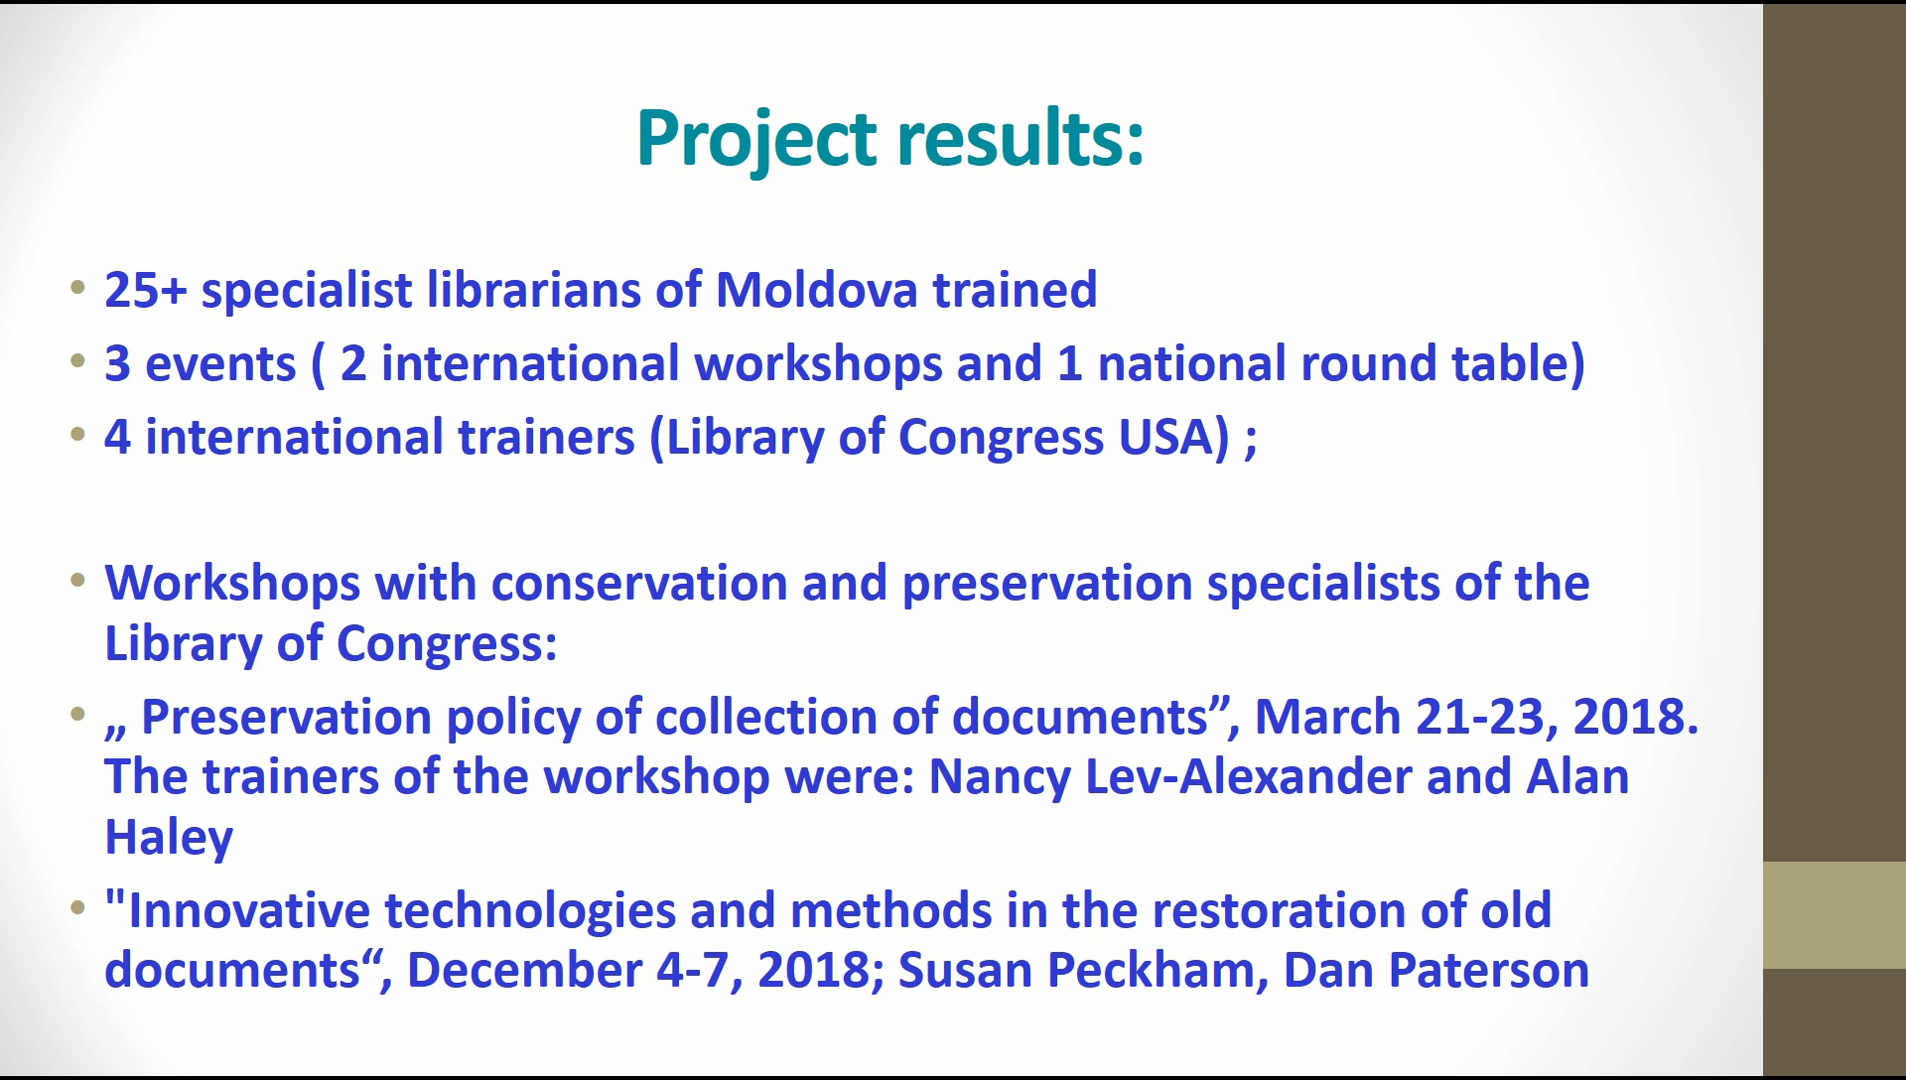 Project results:
• 25+ specialist librarians of Moldova trained
• 3 events ( 2 international workshops and 1 national round table)
• 4 international trainers (Library of Congress USA) ;
• Workshops with conservation and preservation specialists of the
Library of Congress:
• „ Preservation policy of collection of documents”, March 21-23, 2018.
The trainers of the workshop were: Nancy Lev-Alexander and Alan
Haley
• "Innovative technologies and methods in the restoration of old
documents“, December 4-7, 2018; Susan Peckham, Dan Paterson